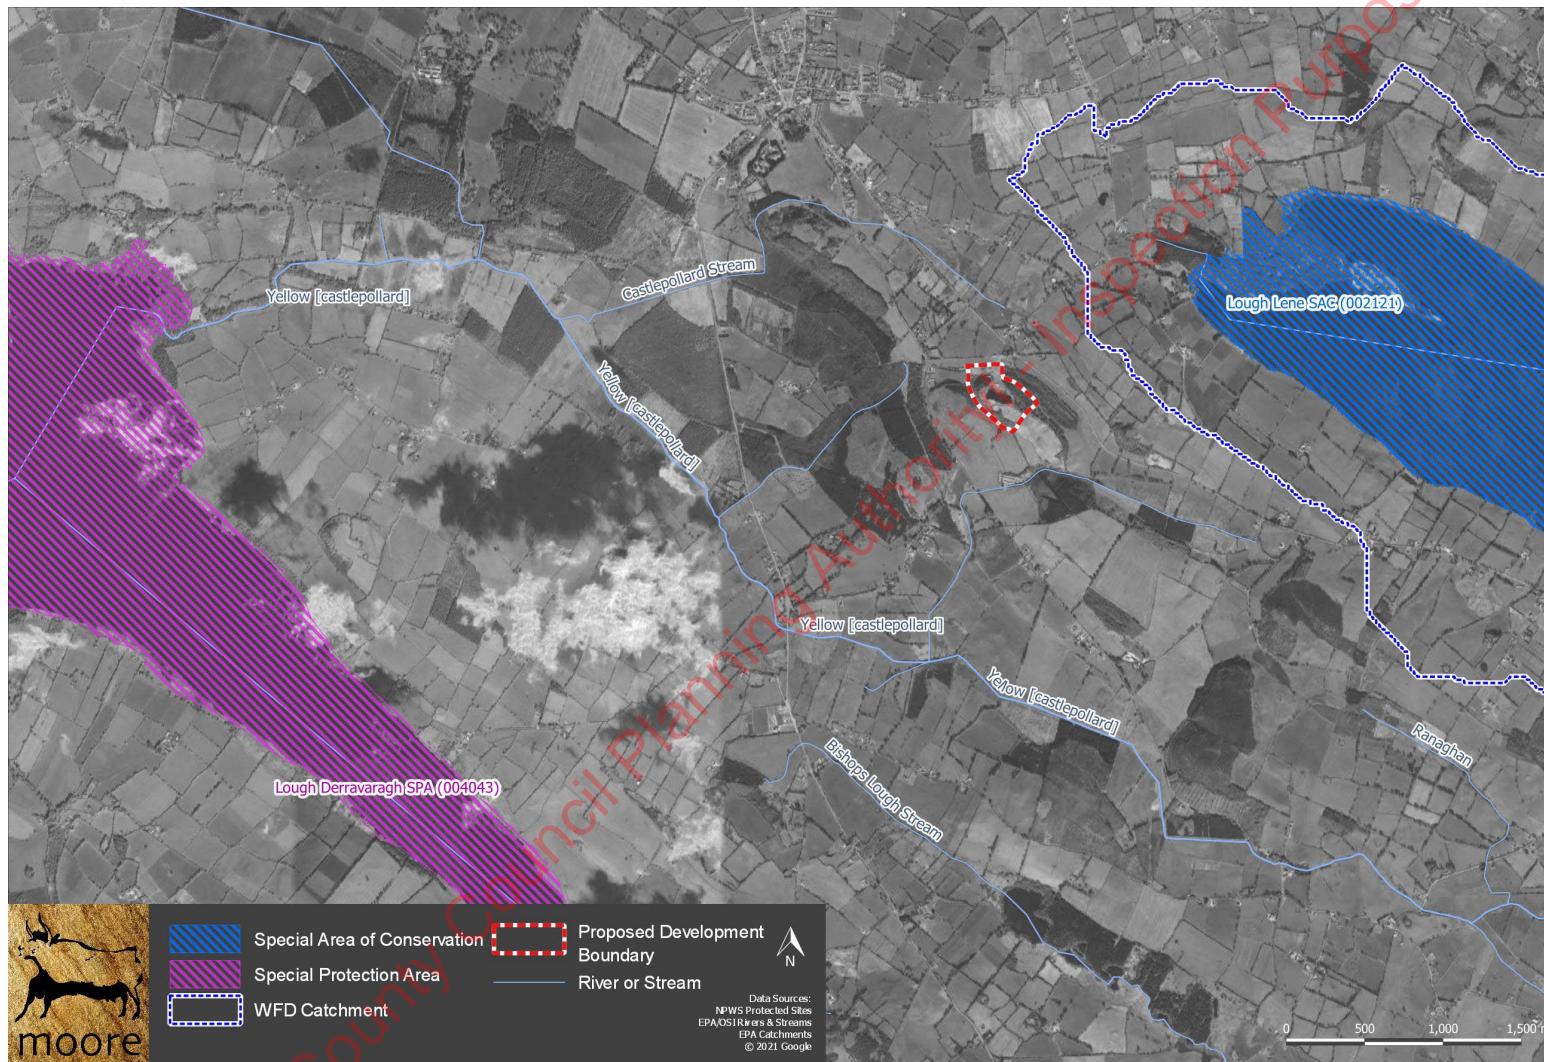 Castlepollard Stream
Yellow [castlepollard]
Lough Lene SAC (002121)
Yellow [castlepollard]
Yellow [castlepollard]
Yellow [castlepollard]
Ranaghan
Bishops Lough Stream
Lough Derravaragh SPA (004043)
County Council Planning Authority - Inspection Purpos
moore
Special Area of Conservation
Special Protection Area
WFD Catchment
Proposed Development
Boundary
River or Stream
N
Data Sources:
NPWS Protected Sites
EPA/OSI Rivers & Streams
EPA Catchments
© 2021 Google
0 500 1,000 1,500